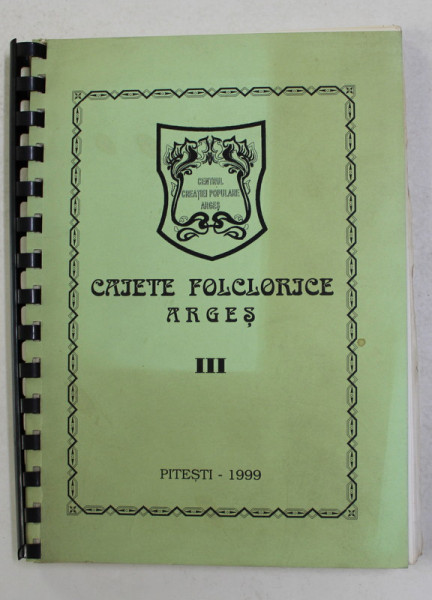 CENTRUL
CREAȚIEI POPULARE
ARGEȘ
CAIETE FOLCLORICE
ARGEȘ
III
PITEȘTI - 1999